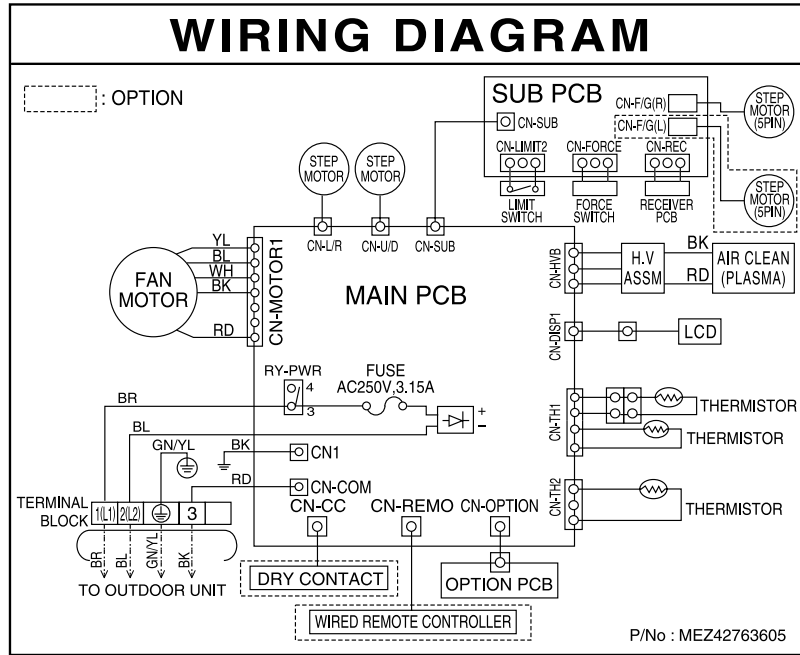 WIRING DIAGRAM
: OPTION
SUB PCB
CN-SUB
CN-F/G(R)
CN-F/G(L)
STEP
MOTOR
(5PIN)
STEP
MOTOR
(5PIN)
CN-LIMIT2
CN-FORCE
CN-REC
LIMIT
SWITCH
FORCE
SWITCH
RECEIVER
PCB
STEP
MOTOR
STEP
MOTOR
CN-L/R
CN-U/D
CN-SUB
FAN
MOTOR
YL
BL
WH
BK
RD
CN-MOTOR1
MAIN PCB
CN-HVB
H.V
ASSM
BK
RD
AIR CLEAN
(PLASMA)
CN-DISP1
LCD
RY-PWR
4
3
FUSE
AC250V,3.15A
+
–
CN-TH1
THERMISTOR
THERMISTOR
CN-TH2
THERMISTOR
BR
BL
GN/YL
BK
CN1
RD
CN-COM
CN-CC
CN-REMO
CN-OPTION
TERMINAL
BLOCK
1(L1)
2(L2)
3
BR
BL
GN/YL
BK
TO OUTDOOR UNIT
DRY CONTACT
OPTION PCB
WIRED REMOTE CONTROLLER
P/No : MEZ42763605